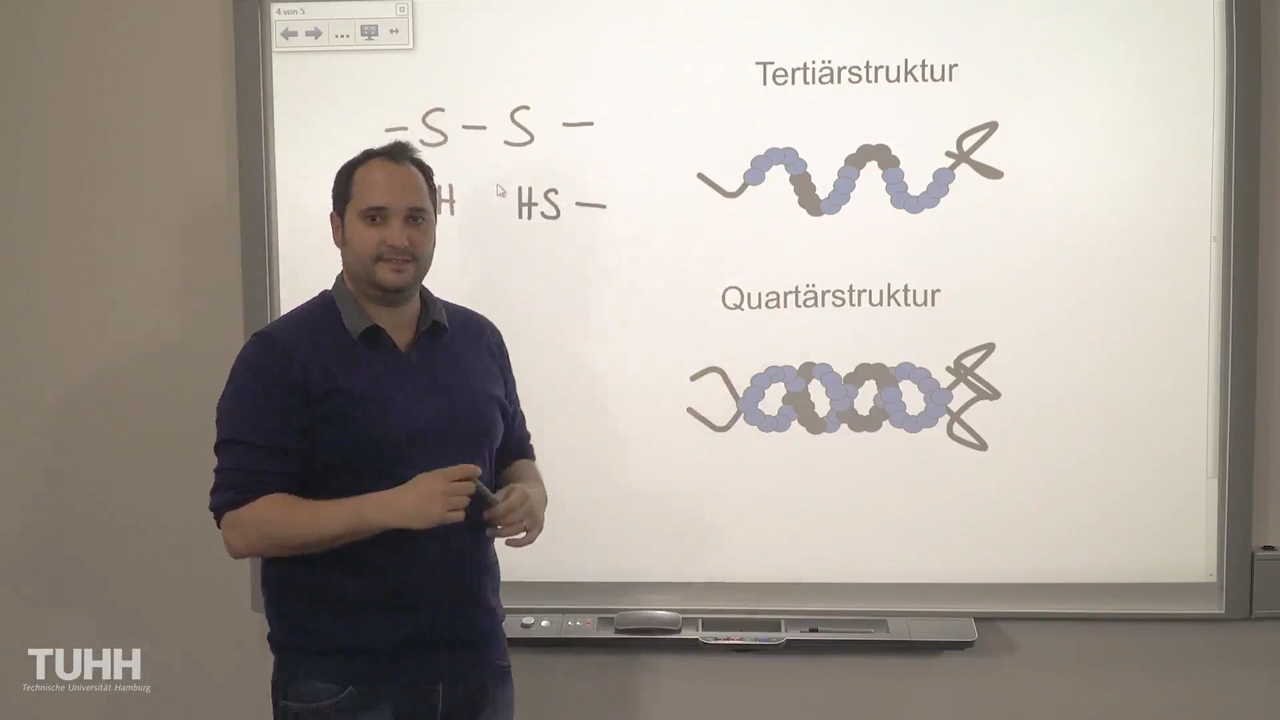 4 von 5
...
– S – S –
H HS –
Tertiärstruktur
Quartärstruktur
TUHH
Technische Universität Hamburg